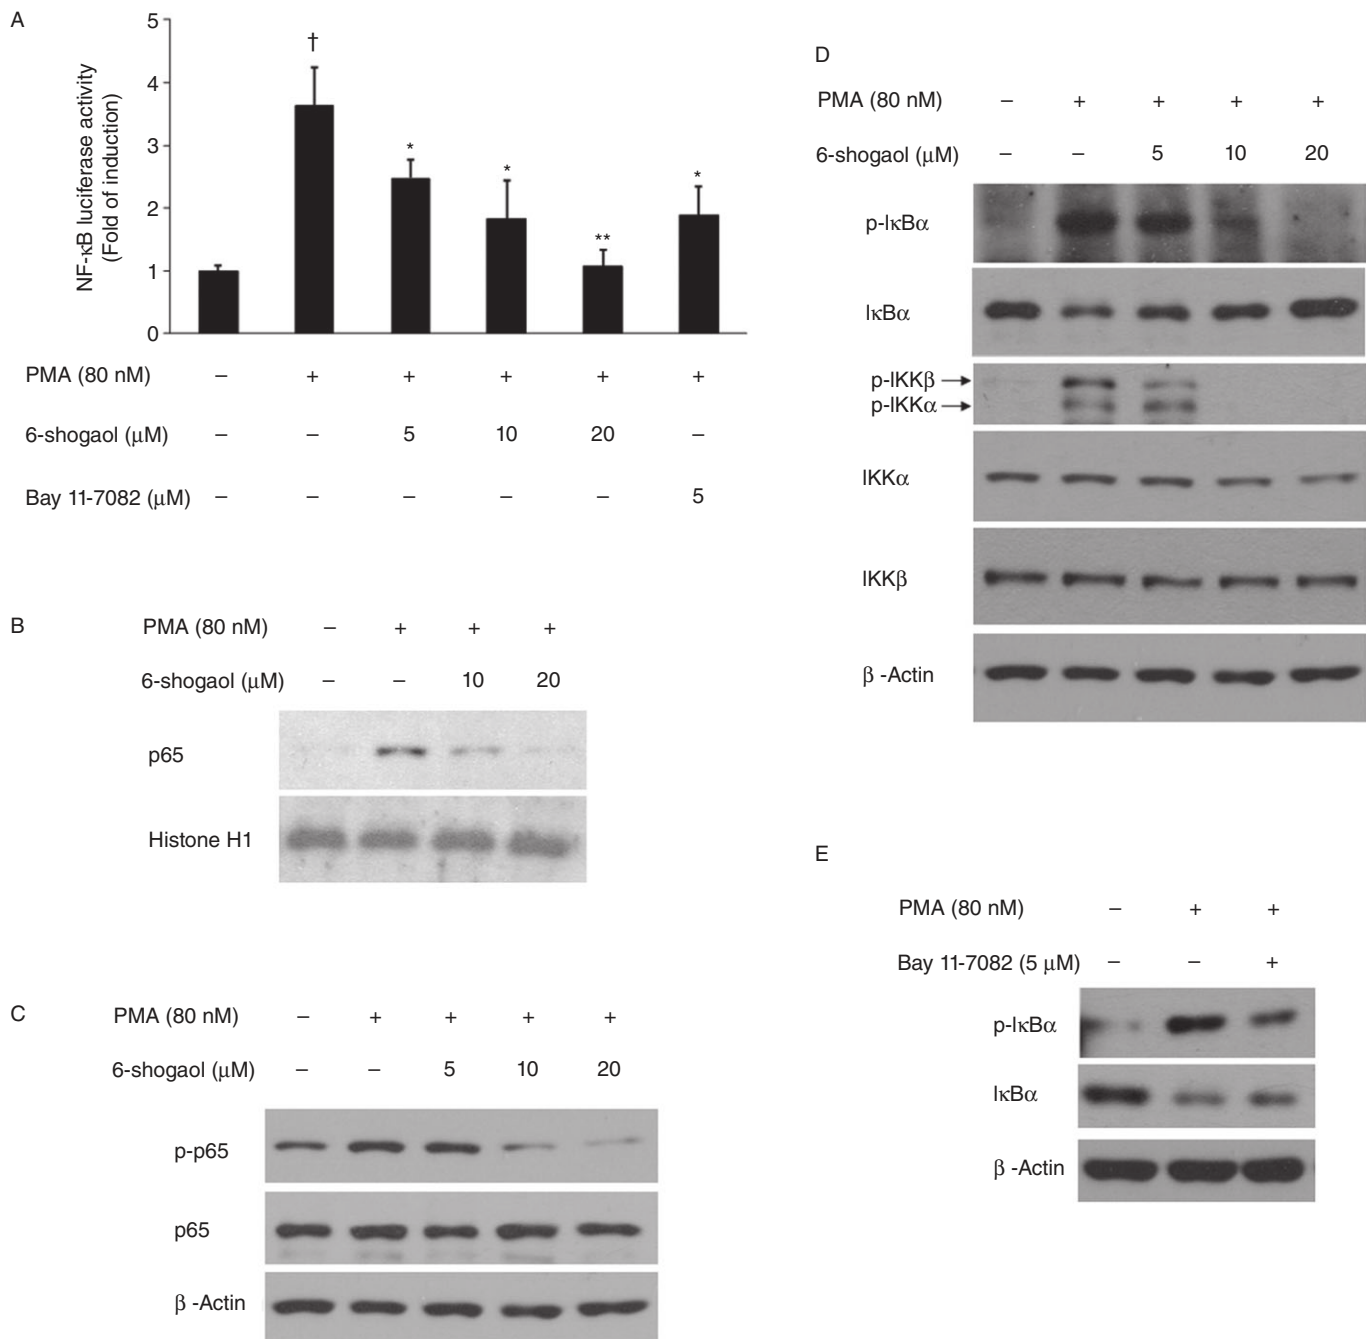 A
NF-κB luciferase activity
(Fold of induction)
5
4
3
2
1
0
†
*
*
**
*
PMA (80 nM) – + + + + +
6-shogaol (μM) – – 5 10 20 –
Bay 11-7082 (μM) – – – – – 5
B
PMA (80 nM) – + + +
6-shogaol (μM) – – 10 20
p65
Histone H1
C
PMA (80 nM) – + + + +
6-shogaol (μM) – – 5 10 20
p-p65
p65
β -Actin
D
PMA (80 nM) – + + + +
6-shogaol (μM) – – 5 10 20
p-IκBα
IκBα
p-IKKβ
p-IKKα
IKKα
IKKβ
β -Actin
E
PMA (80 nM) – + +
Bay 11-7082 (5 μM) – – +
p-IκBα
IκBα
β -Actin